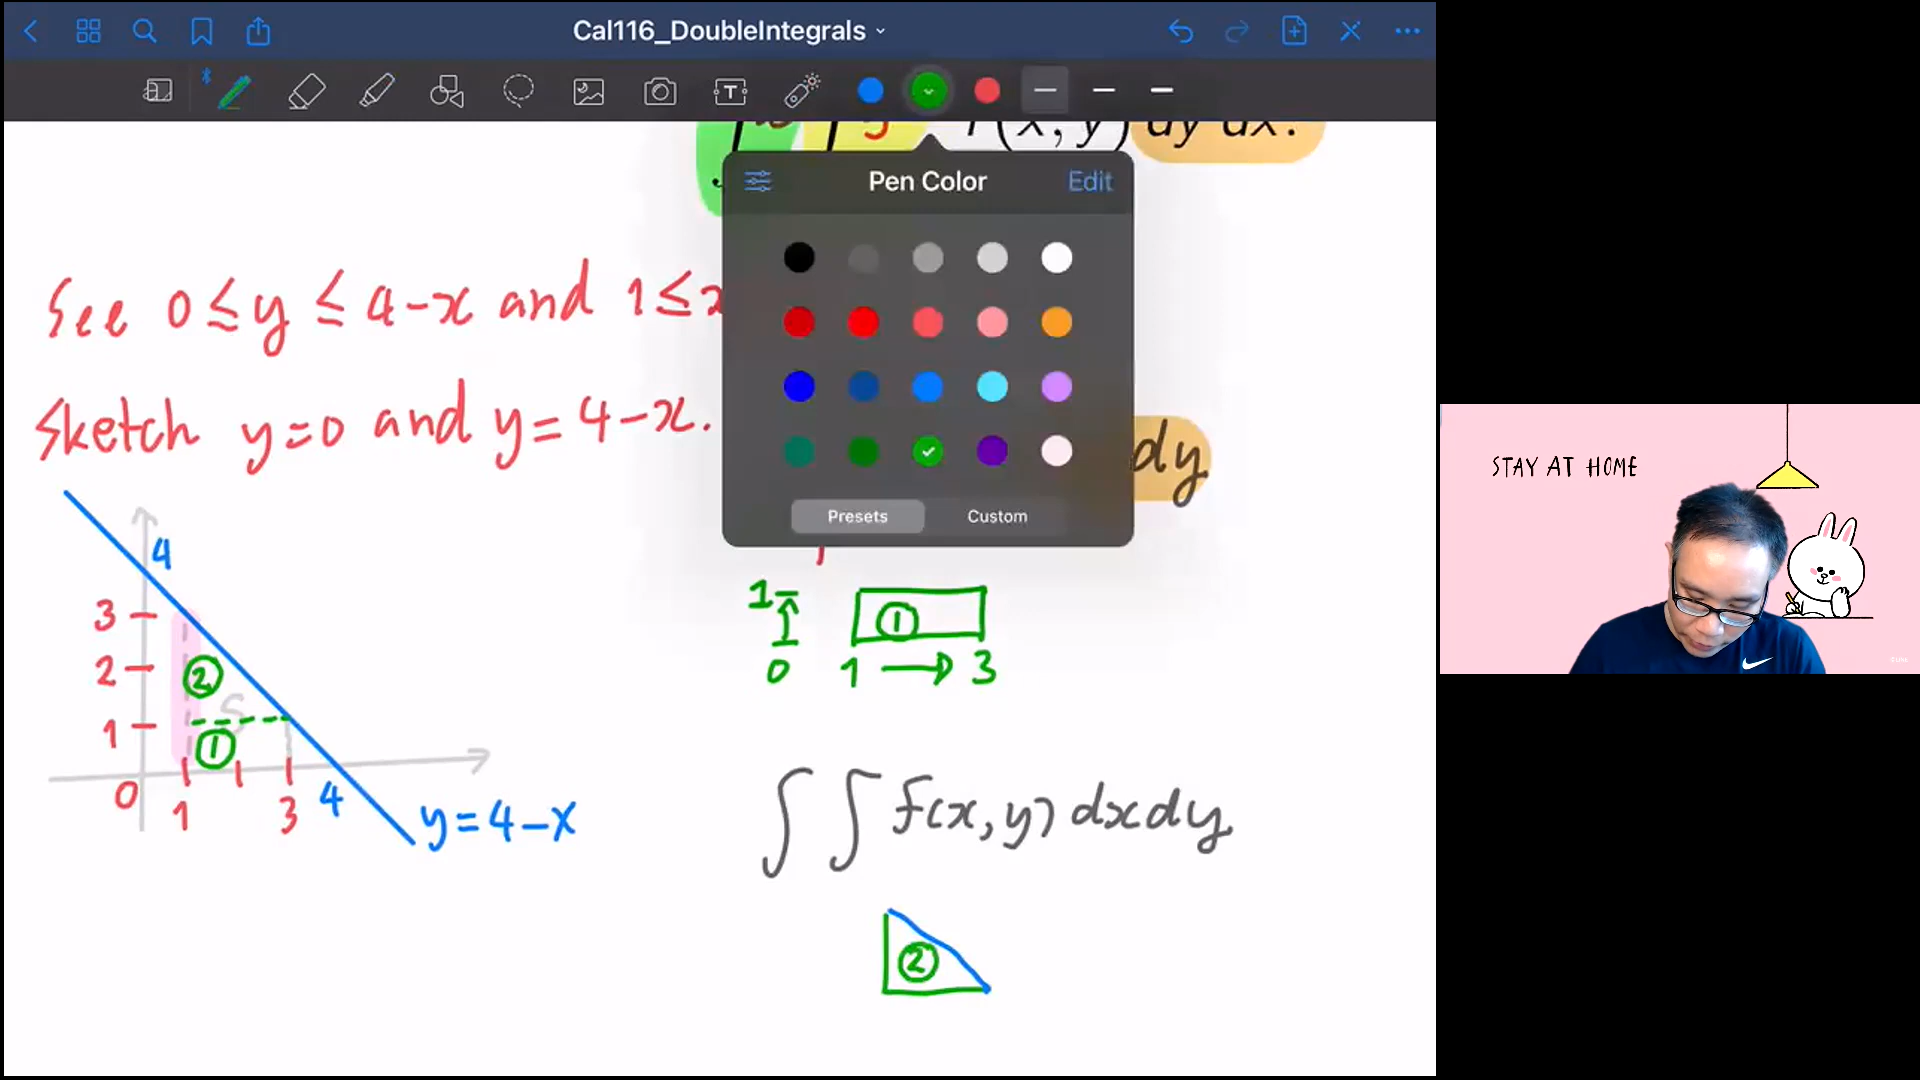 Cal116_DoubleIntegrals
T
f(x, y) dy dx.
Pen Color
Edit
See 0 ≤ y ≤ 4-x and 1 ≤ x
Sketch y=0 and y=4-x.
dy
Presets
Custom
4
3
2
1
0
1
3
4
②
S
①
y=4-x
1
0
①
1 → 3
∫ ∫ f(x, y) dx dy
②
STAY AT HOME